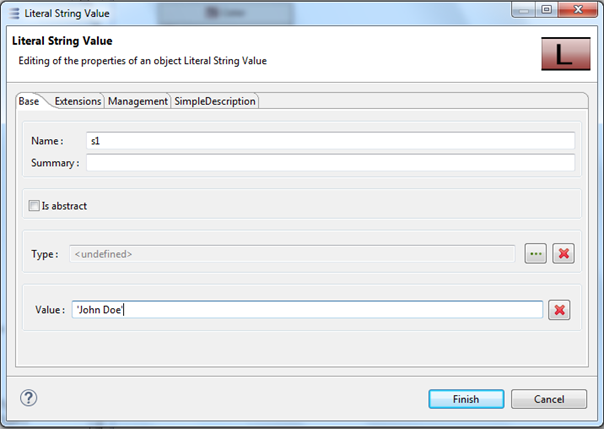 Literal String Value
Literal String Value
Editing of the properties of an object Literal String Value
L
Base Extensions Management SimpleDescription
Name : s1
Summary :
Is abstract
Type : <undefined>
Value : 'John Doe'
? Finish Cancel